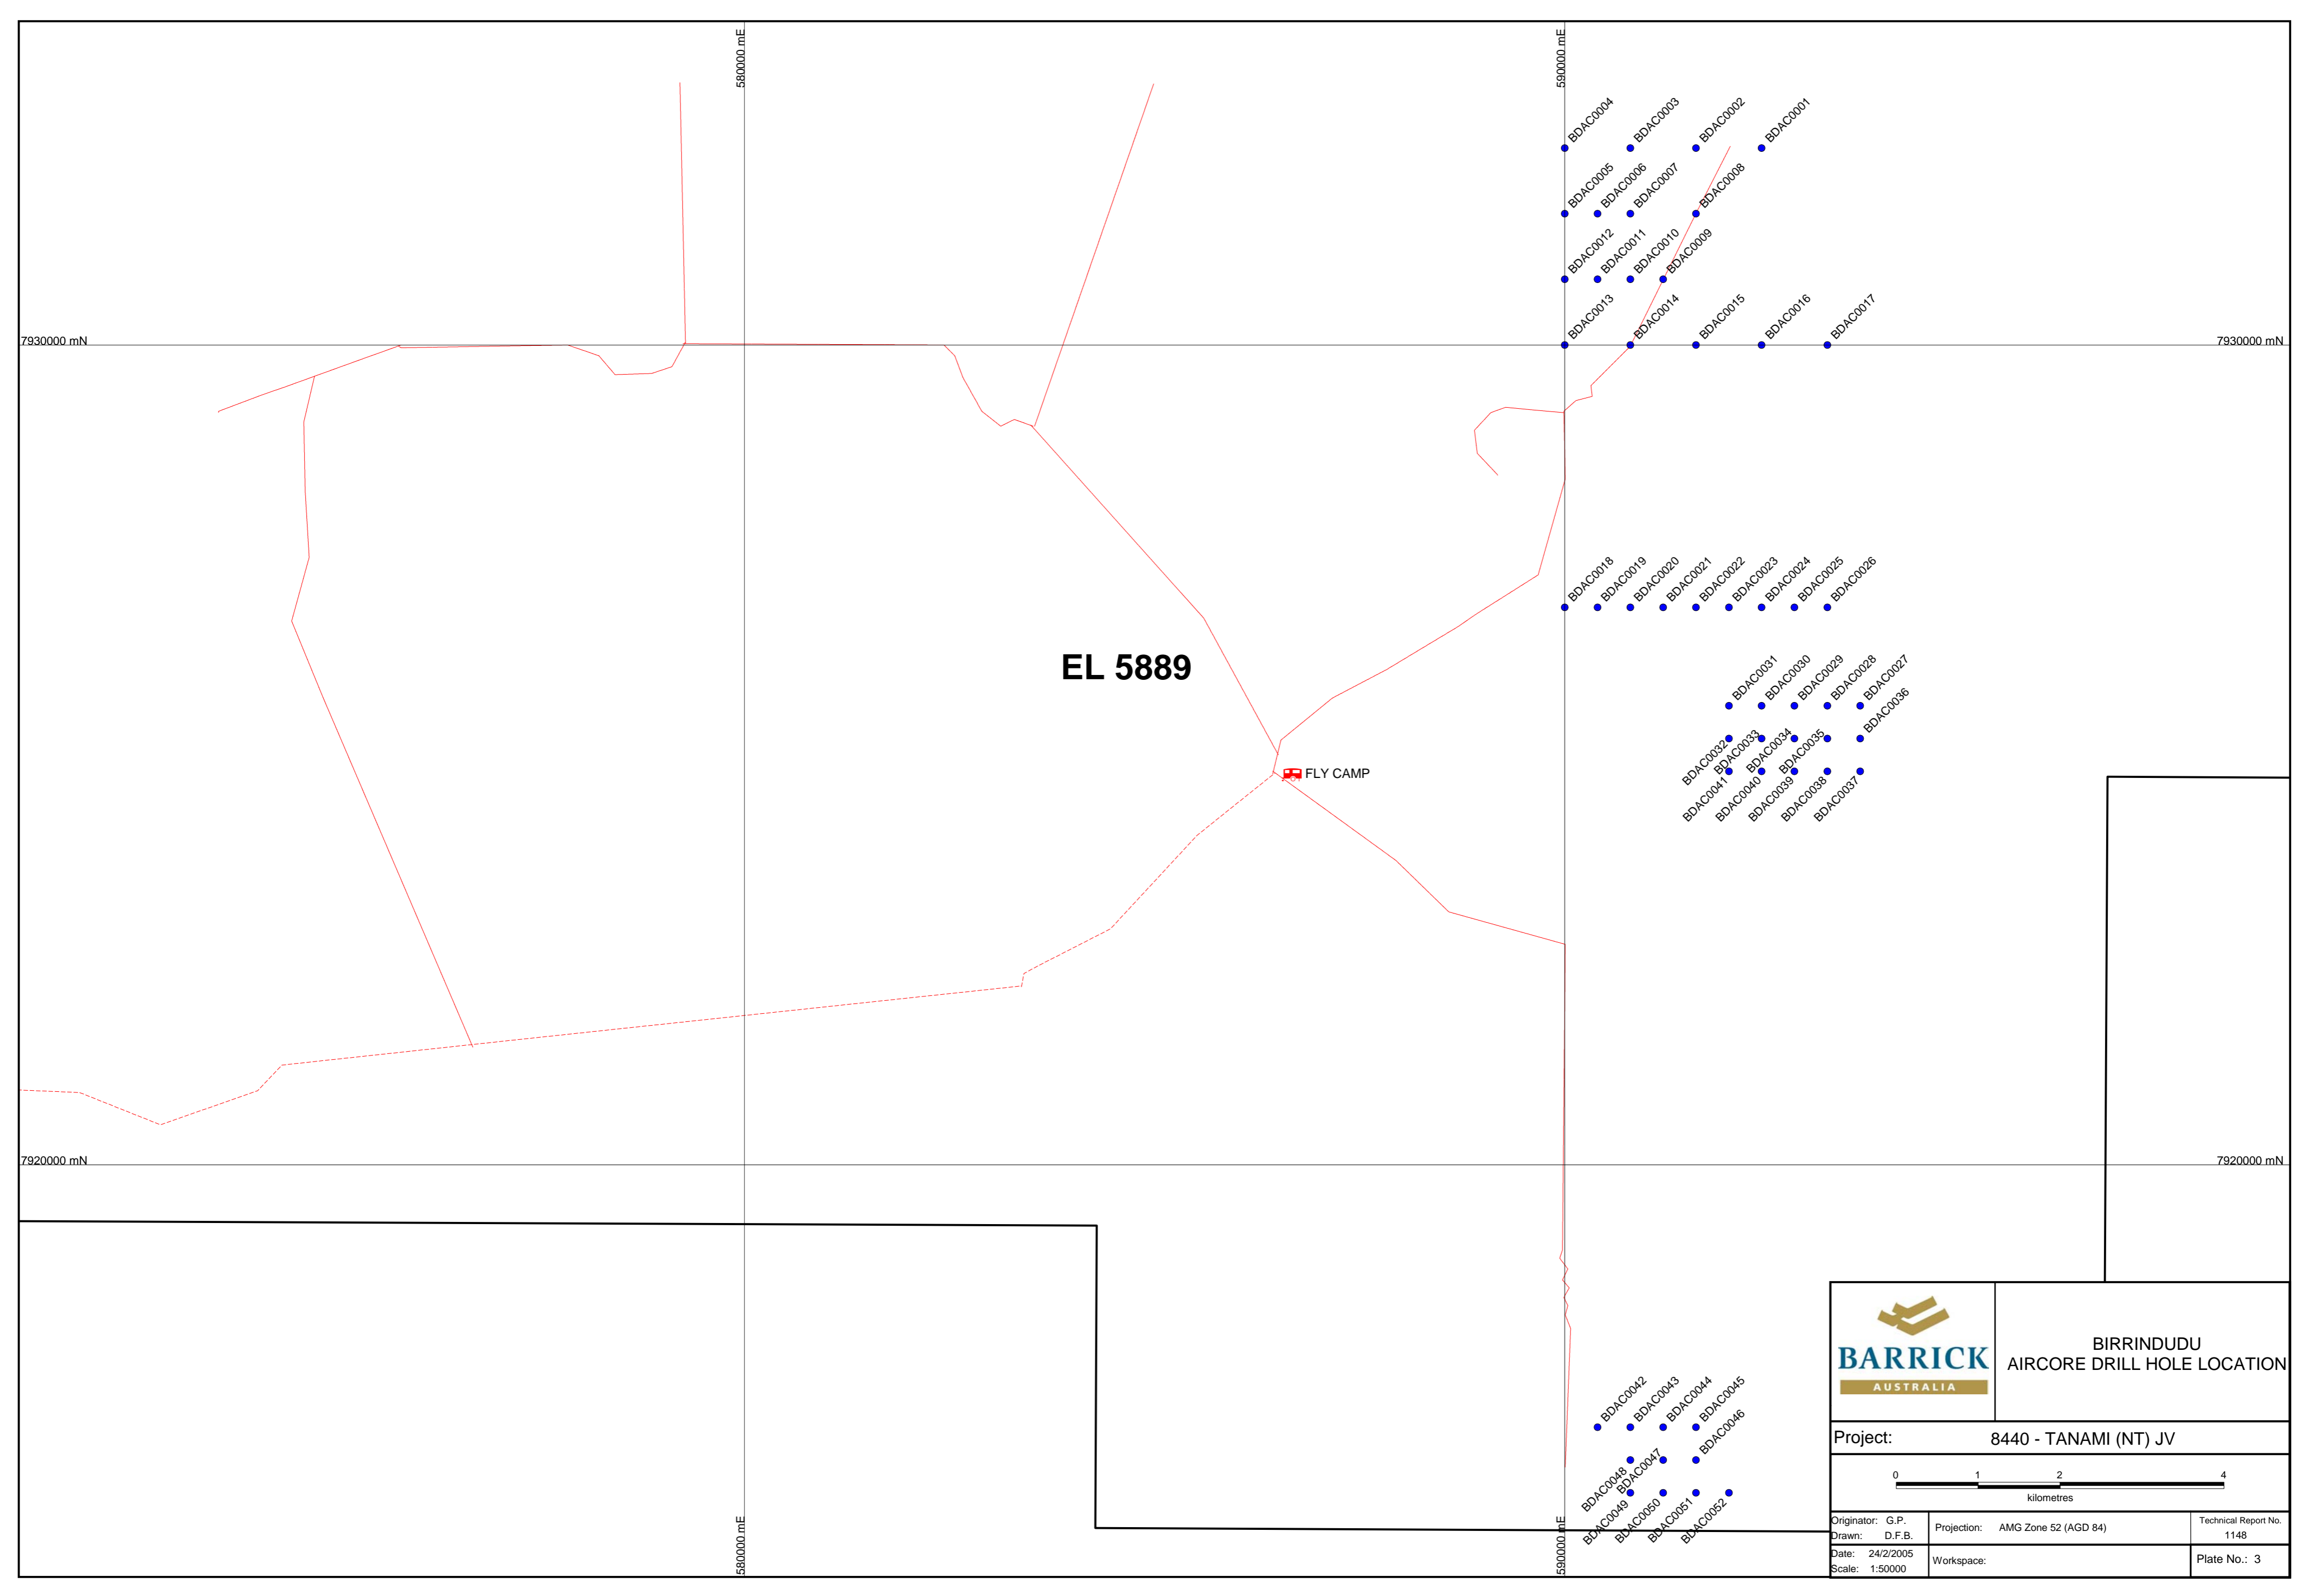 580000 mE
590000 mE
BDAC0004
BDAC0003
BDAC0002
BDAC0001
BDAC0005
BDAC0006
BDAC0007
BDAC0008
BDAC0012
BDAC0011
BDAC0010
BDAC0009
BDAC0013
BDAC0014
BDAC0015
BDAC0016
BDAC0017
7930000 mN
7930000 mN
BDAC0018
BDAC0019
BDAC0020
BDAC0021
BDAC0022
BDAC0023
BDAC0024
BDAC0025
BDAC0026
EL 5889
BDAC0031
BDAC0030
BDAC0029
BDAC0028
BDAC0027
BDAC0036
BDAC0032
BDAC0033
BDAC0034
BDAC0035
FLY CAMP
BDAC0041
BDAC0040
BDAC0039
BDAC0038
BDAC0037
7920000 mN
7920000 mN
BDAC0042
BDAC0043
BDAC0044
BDAC0045
BDAC0046
BDAC0048
BDAC0047
BDAC0049
BDAC0050
BDAC0051
BDAC0052
580000 mE
590000 mE
BARRICK
AUSTRALIA
BIRRINDUDU
AIRCORE DRILL HOLE LOCATION
Project: 8440 - TANAMI (NT) JV
0 1 2 4
kilometres
Originator: G.P.
Drawn: D.F.B.
Projection: AMG Zone 52 (AGD 84)
Technical Report No.
1148
Date: 24/2/2005
Scale: 1:50000
Workspace:
Plate No.: 3